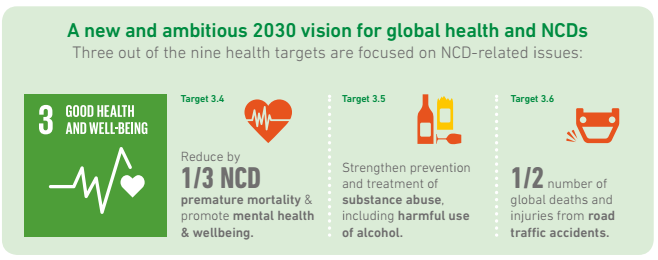 A new and ambitious 2030 vision for global health and NCDs
Three out of the nine health targets are focused on NCD-related issues:
3 GOOD HEALTH
AND WELL-BEING
Target 3.4
Reduce by
1/3 NCD
premature mortality &
promote mental health
& wellbeing.
Target 3.5
Strengthen prevention
and treatment of
substance abuse,
including harmful use
of alcohol.
Target 3.6
1/2 number of
global deaths and
injuries from road
traffic accidents.